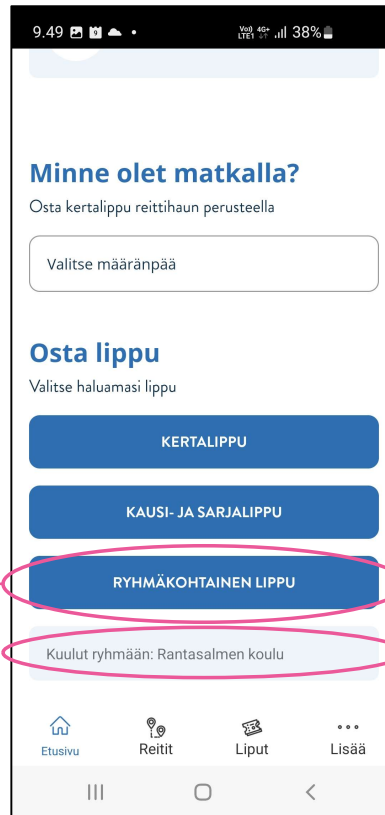 9.49
Voo) 4G+
LTE1
38%
Minne olet matkalla?
Osta kertalippu reittihaun perusteella
Valitse määränpää
Osta lippu
Valitse haluamasi lippu
KERTALIPPU
KAUSI- JA SARJALIPPU
RYHMÄKOHTAINEN LIPPU
Kuulut ryhmään: Rantasalmen koulu
Etusivu Reitit Liput Lisää